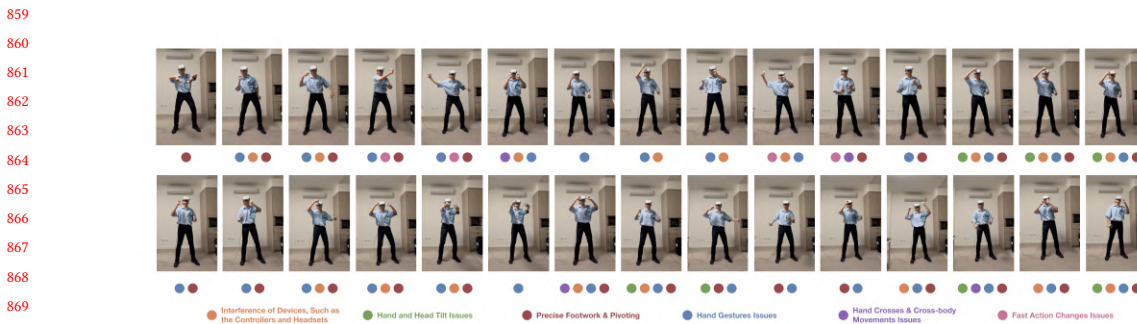 859
860
861
862
863
864
865
866
867
868
869
Interference of Devices, Such as
the Controllers and Headsets
Hand and Head Tilt Issues
Precise Footwork & Pivoting
Hand Gestures Issues
Hand Crosses & Cross-body
Movements Issues
Fast Action Changes Issues